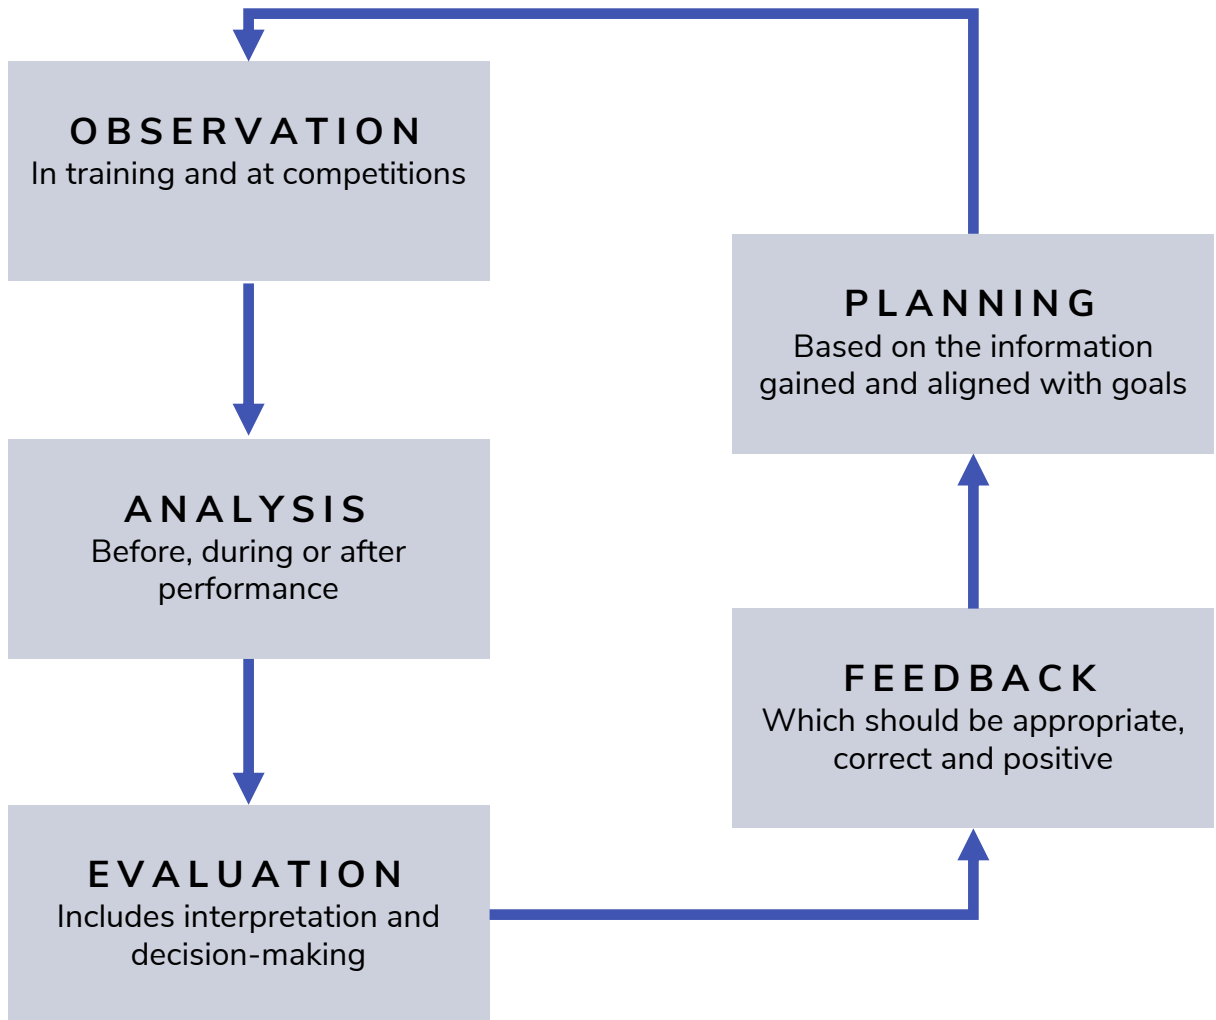 OBSERVATION
In training and at competitions
ANALYSIS
Before, during or after
performance
EVALUATION
Includes interpretation and
decision-making
FEEDBACK
Which should be appropriate,
correct and positive
PLANNING
Based on the information
gained and aligned with goals